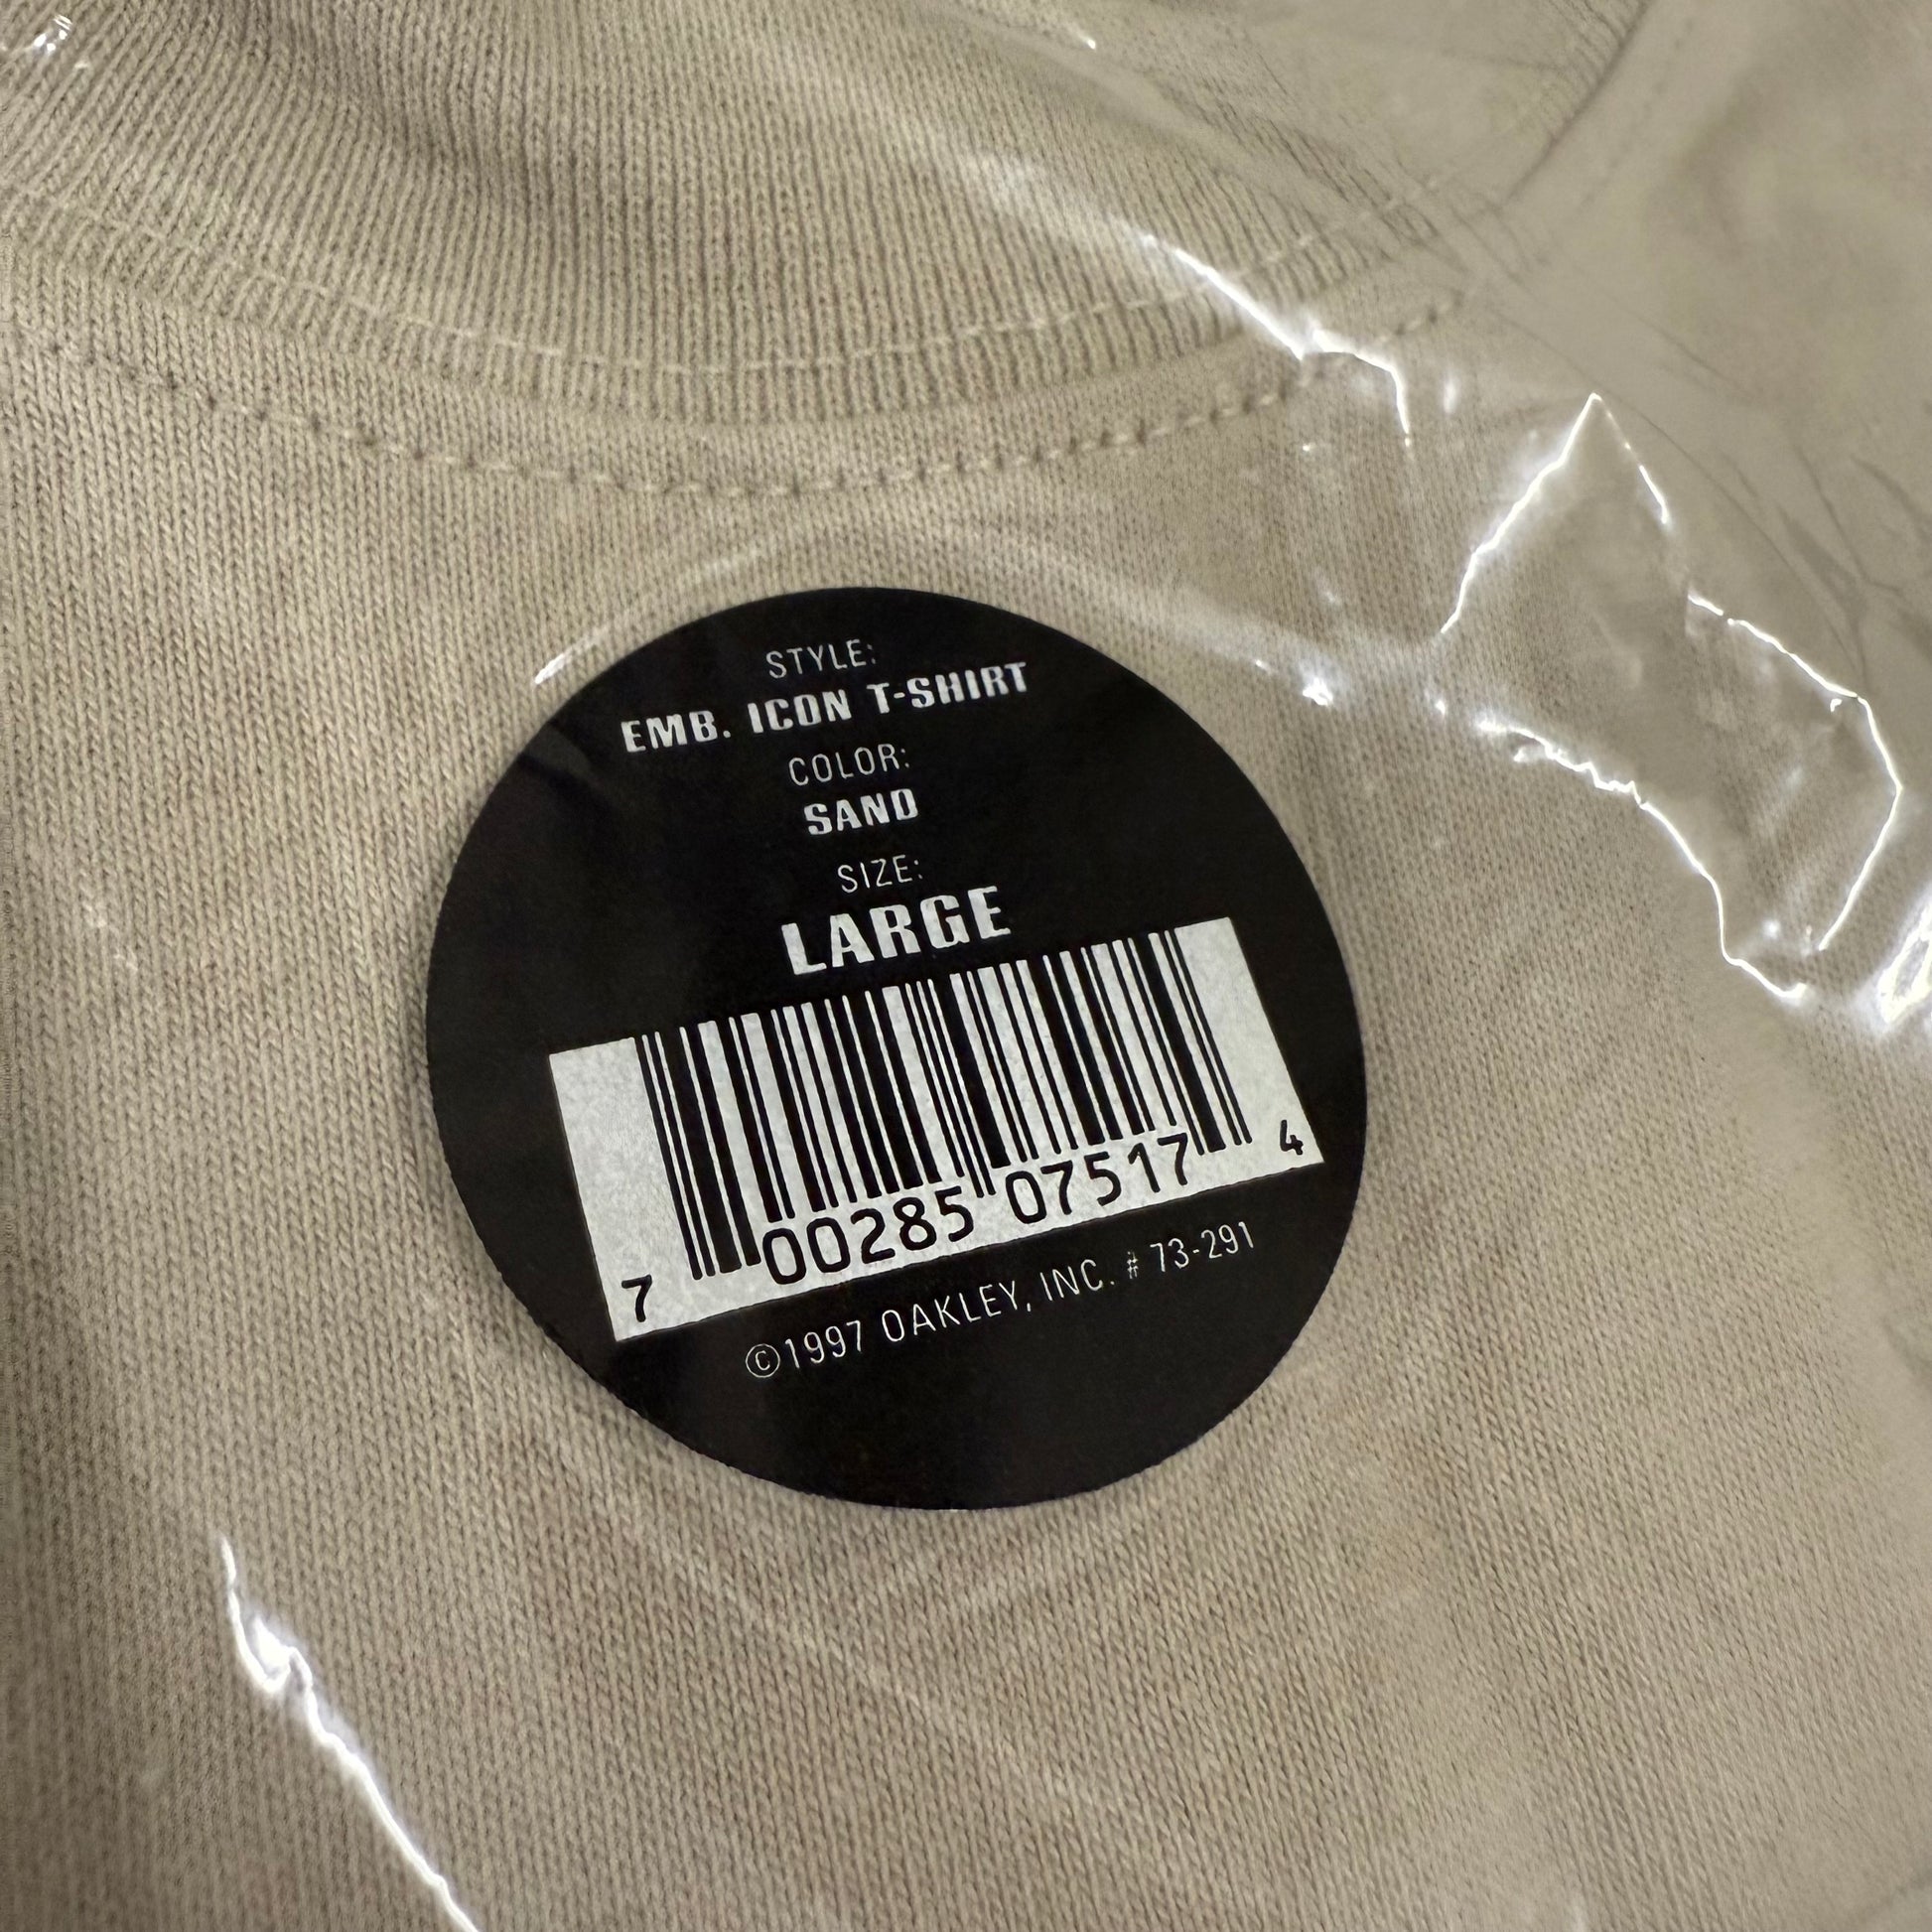 STYLE:
EMB. ICON T-SHIRT
COLOR:
SAND
SIZE:
LARGE
7 00285 07517 4
©1997 OAKLEY, INC. # 73-291